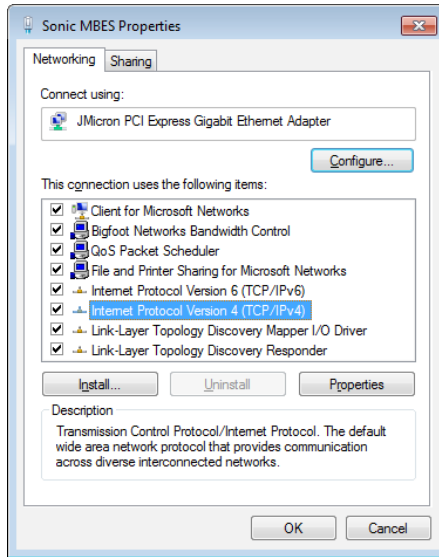 Sonic MBES Properties
Networking
Sharing
Connect using:
JMicron PCI Express Gigabit Ethernet Adapter
Configure...
This connection uses the following items:
Client for Microsoft Networks
Bigfoot Networks Bandwidth Control
QoS Packet Scheduler
File and Printer Sharing for Microsoft Networks
Internet Protocol Version 6 (TCP/IPv6)
Internet Protocol Version 4 (TCP/IPv4)
Link-Layer Topology Discovery Mapper I/O Driver
Link-Layer Topology Discovery Responder
Install...
Uninstall
Properties
Description
Transmission Control Protocol/Internet Protocol. The default
wide area network protocol that provides communication
across diverse interconnected networks.
OK
Cancel